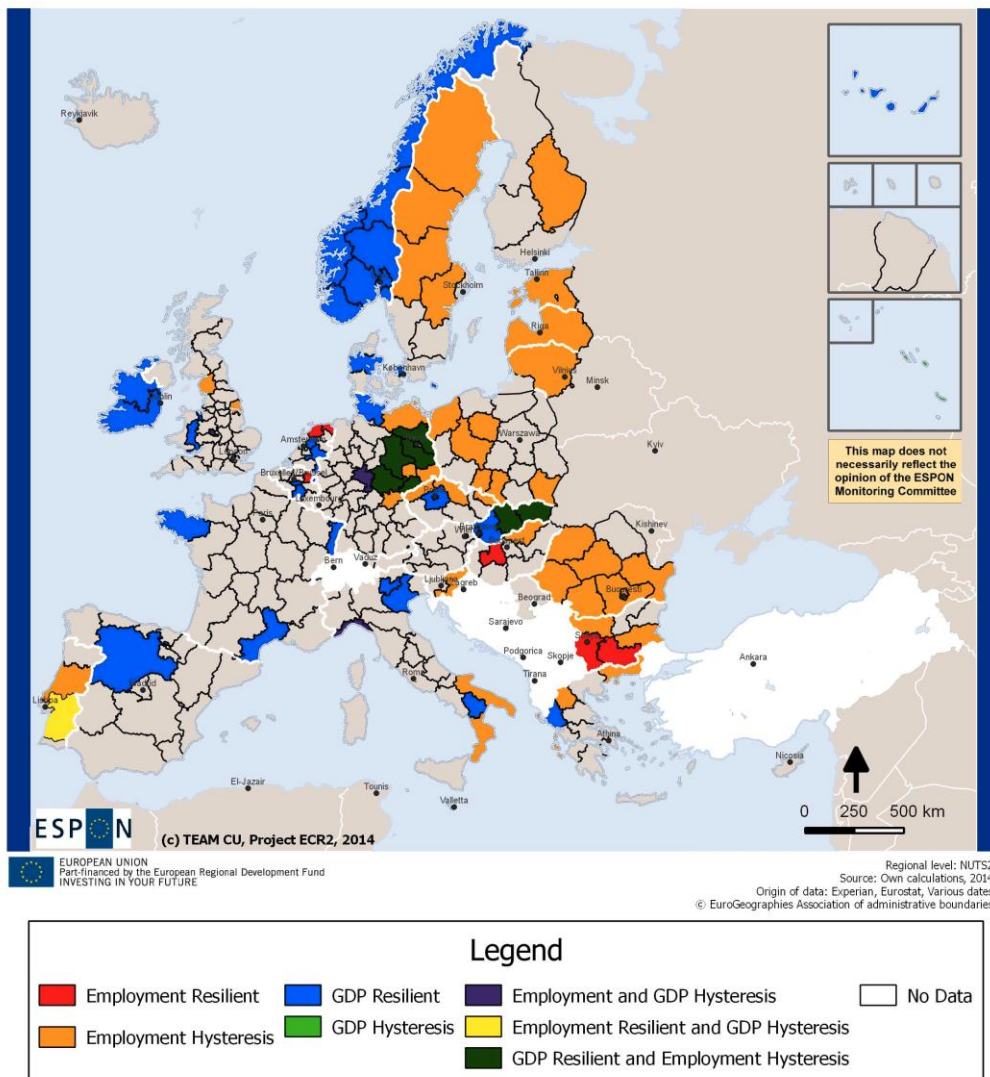 Reykjavik
Helsinki
Tallinn
Stockholm
Riga
København
Vilnius
Minsk
Warszawa
Kyiv
Paris
Kishinev
Bern
Vaduz
Ljubljana
Zagreb
Beograd
Bucuresti
Sarajevo
Podgorica
Skopje
Tirana
Ankara
Lisboa
Athina
Nicosia
El-Jazair
Tounis
Valletta
This map does not
necessarily reflect the
opinion of the ESPON
Monitoring Committee
0 250 500 km
ESPON
(c) TEAM CU, Project ECR2, 2014
EUROPEAN UNION
Part-financed by the European Regional Development Fund
INVESTING IN YOUR FUTURE
Regional level: NUTS2
Source: Own calculations, 2014
Origin of data: Experian, Eurostat, Various dates
© EuroGeographies Association of administrative boundaries
Legend
Employment Resilient
GDP Resilient
Employment and GDP Hysteresis
No Data
Employment Hysteresis
GDP Hysteresis
Employment Resilient and GDP Hysteresis
GDP Resilient and Employment Hysteresis